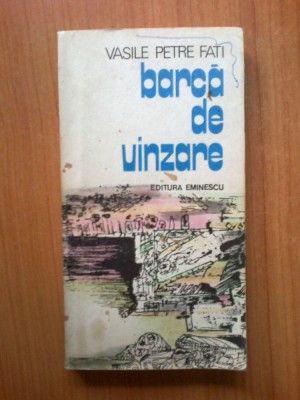 VASILE PETRE FATI
barcă
de
vinzare
EDITURA EMINESCU